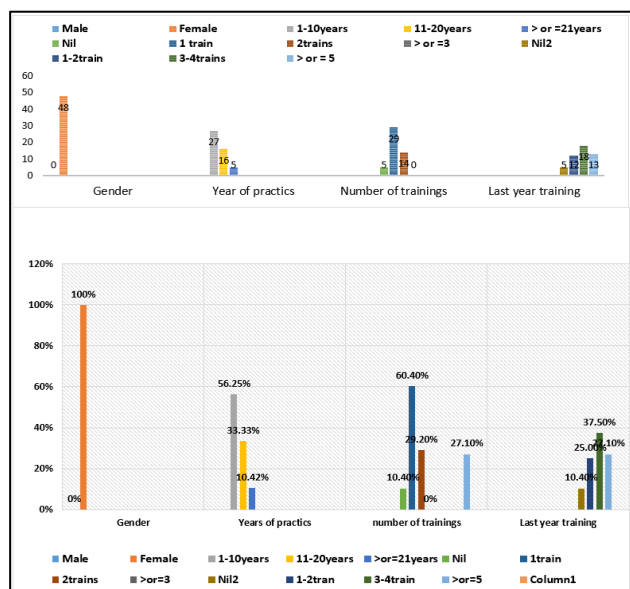 Male Female 1-10years 11-20years > or =21years
Nil 1 train 2trains > or =3 Nil2
1-2train 3-4trains > or = 5
60
50
40
30
20
10
0
0 48 27 16 5 5 29 14 0 5 12 18 13
Gender Year of practics Number of trainings Last year training
120%
100%
80%
60%
40%
20%
0%
0% 100% 56.25% 33.33% 10.42% 10.40% 60.40% 29.20% 0% 27.10% 10.40% 25.00% 37.50% 27.10%
Gender Years of practics number of trainings Last year training
Male Female 1-10years 11-20years >or=21years Nil 1train
2trains >or=3 Nil2 1-2tran 3-4train >or=5 Column1